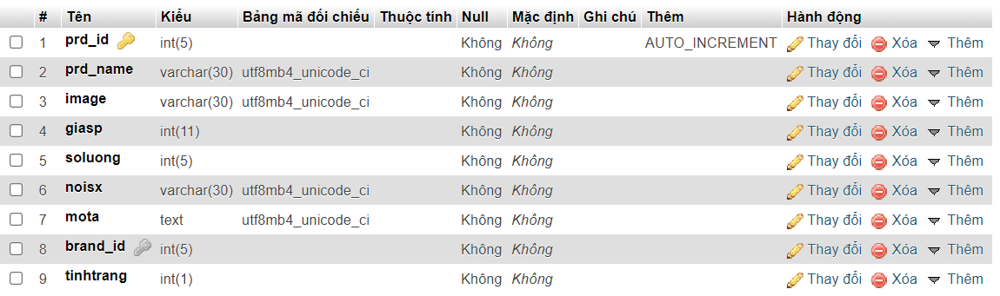 # Tên Kiểu Bảng mã đối chiếu Thuộc tính Null Mặc định Ghi chú Thêm Hành động
1 prd_id int(5) Không Không AUTO_INCREMENT Thay đổi Xóa Thêm
2 prd_name varchar(30) utf8mb4_unicode_ci Không Không Thay đổi Xóa Thêm
3 image varchar(30) utf8mb4_unicode_ci Không Không Thay đổi Xóa Thêm
4 giasp int(11) Không Không Thay đổi Xóa Thêm
5 soluong int(5) Không Không Thay đổi Xóa Thêm
6 noisx varchar(30) utf8mb4_unicode_ci Không Không Thay đổi Xóa Thêm
7 mota text utf8mb4_unicode_ci Không Không Thay đổi Xóa Thêm
8 brand_id int(5) Không Không Thay đổi Xóa Thêm
9 tinhtrang int(1) Không Không Thay đổi Xóa Thêm